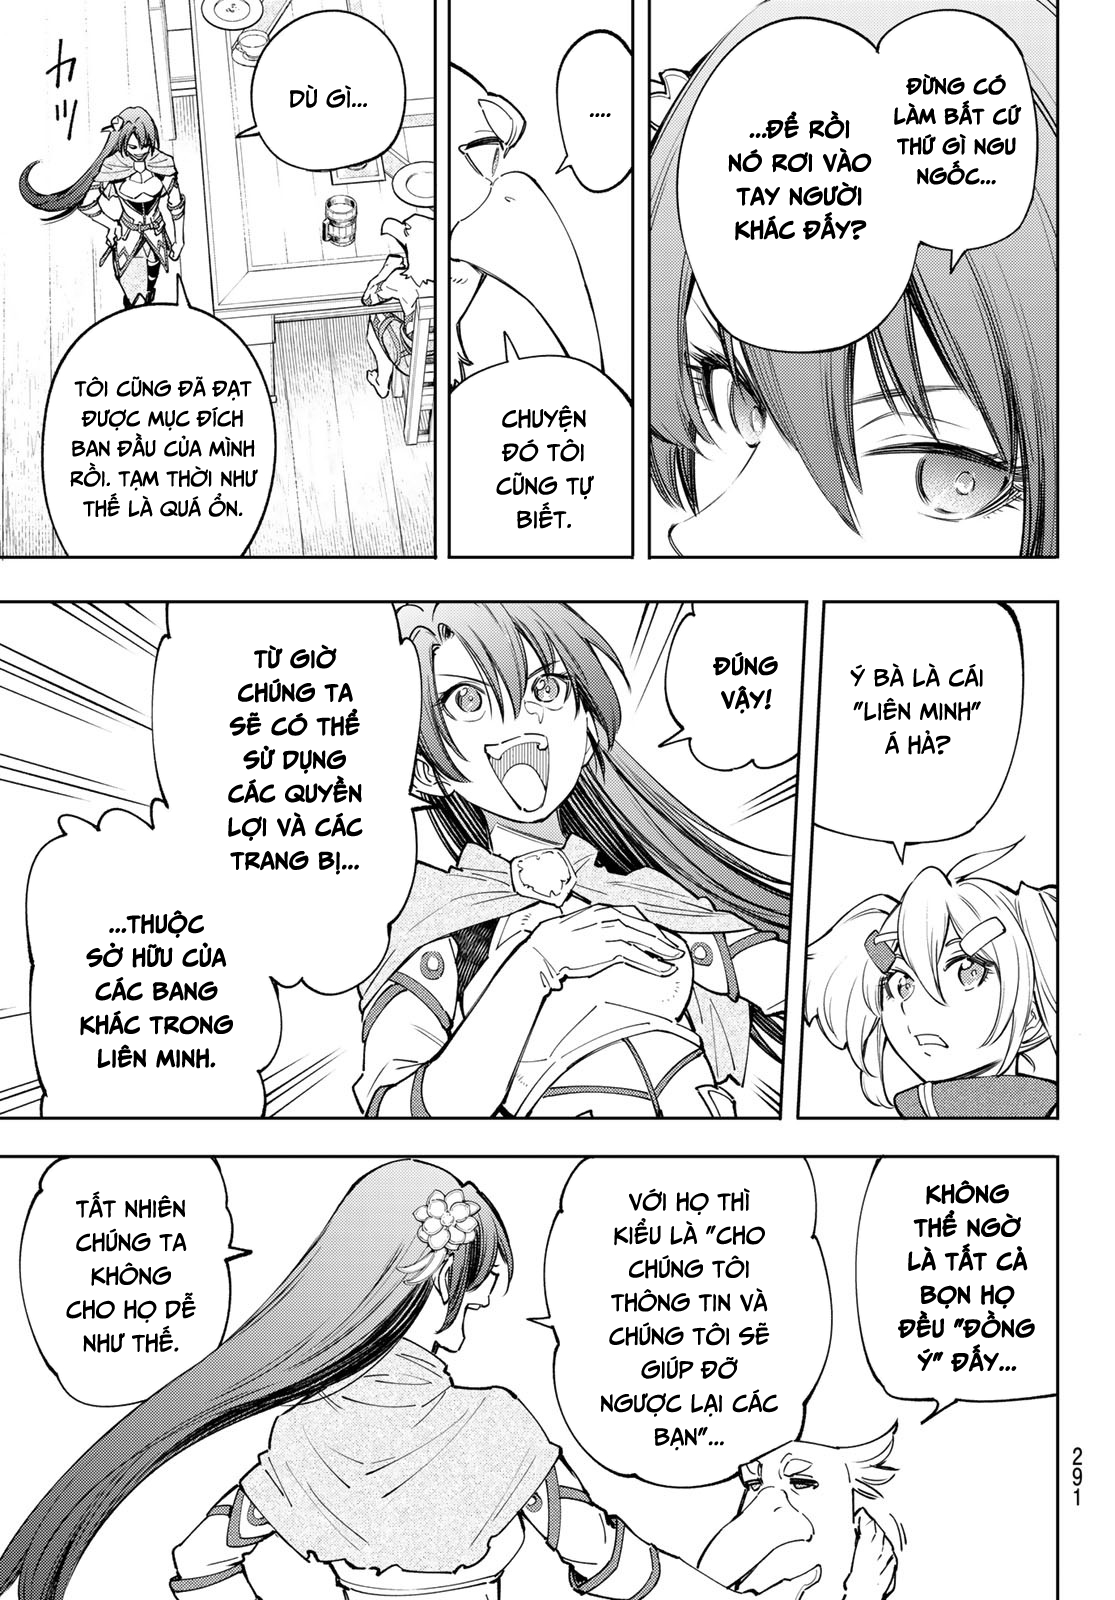 ĐỪNG CÓ
LÀM BẤT CỨ
THỨ GÌ NGU
NGỐC...
...ĐỂ RỒI
NÓ RƠI VÀO
TAY NGƯỜI
KHÁC ĐẤY?
....
CHUYỆN
ĐÓ TÔI
CŨNG TỰ
BIẾT.
DÙ GÌ...
カッ
TÔI CŨNG ĐÃ ĐẠT
ĐƯỢC MỤC ĐÍCH
BAN ĐẦU CỦA MÌNH
RỒI. TẠM THỜI NHƯ
THẾ LÀ QUÁ ỔN.
Ý BÀ LÀ CÁI
"LIÊN MINH"
Á HẢ?
ĐÚNG
VẬY!
TỪ GIỜ
CHÚNG TA
SẼ CÓ THỂ
SỬ DỤNG
CÁC QUYỀN
LỢI VÀ CÁC
TRANG BỊ...
...THUỘC
SỞ HỮU CỦA
CÁC BANG
KHÁC TRONG
LIÊN MINH.
KHÔNG
THỂ NGỜ
LÀ TẤT CẢ
BỌN HỌ
ĐỀU "ĐỒNG
Ý" ĐẤY...
VỚI HỌ THÌ
KIỂU LÀ "CHO
CHÚNG TÔI
THÔNG TIN VÀ
CHÚNG TÔI SẼ
GIÚP ĐỠ
NGƯỢC LẠI CÁC
BẠN"...
TẤT NHIÊN
CHÚNG TA
KHÔNG
CHO HỌ DỄ
NHƯ THẾ.
291